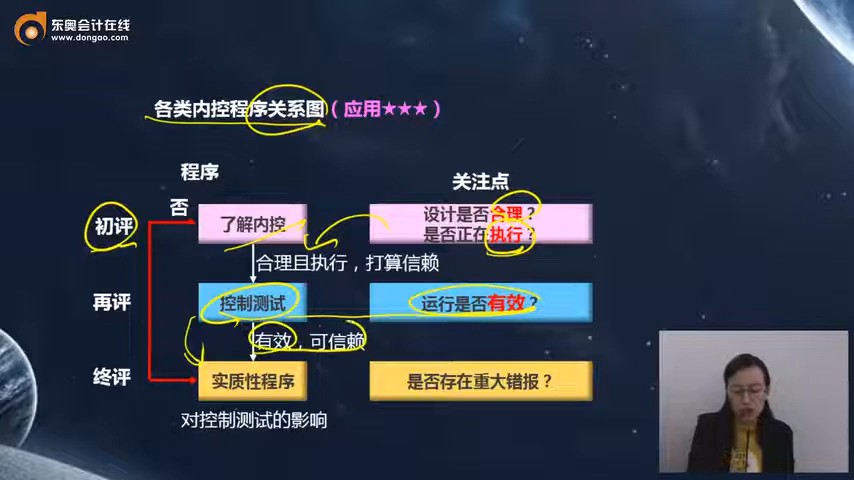 东奥会计在线
www.dongao.com
各类内控程序关系图(应用★★★)
程序
关注点
否
初评
了解内控
设计是否合理?
是否正在执行?
合理且执行,打算信赖
再评
控制测试
运行是否有效?
有效,可信赖
终评
实质性程序
是否存在重大错报?
对控制测试的影响